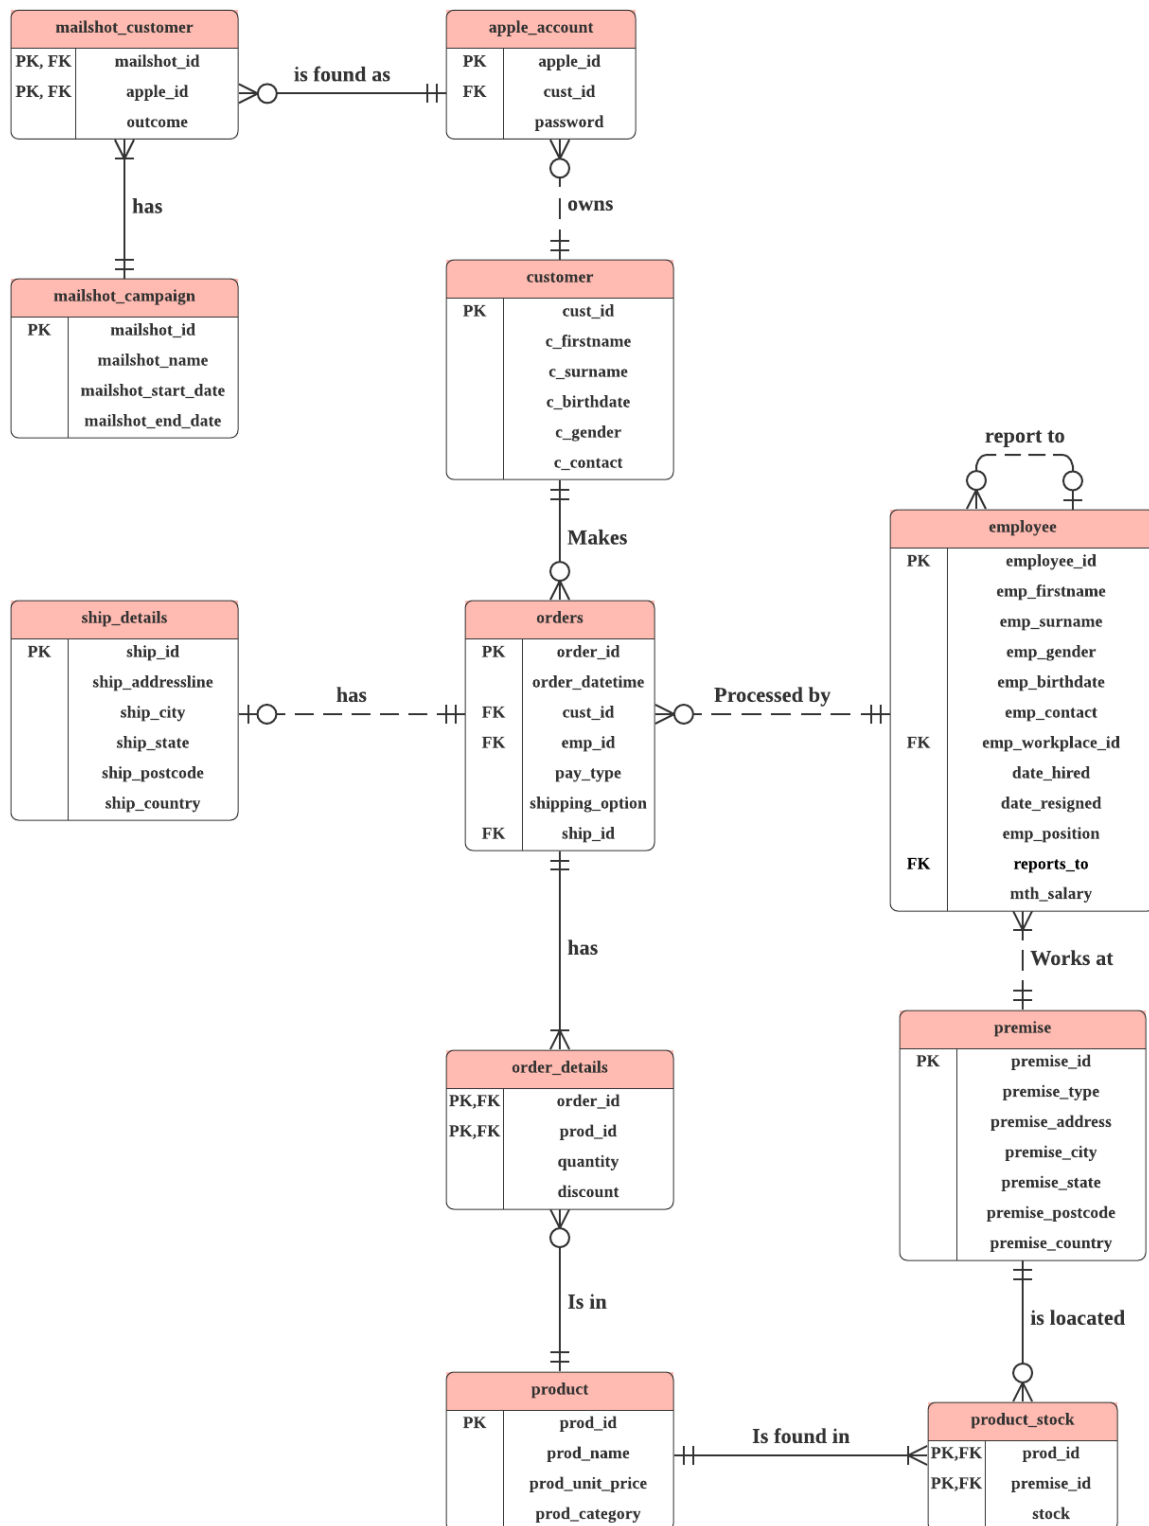 mailshot_customer
PK, FK mailshot_id
PK, FK apple_id
outcome
is found as
apple_account
PK apple_id
FK cust_id
password
has
owns
mailshot_campaign
PK mailshot_id
mailshot_name
mailshot_start_date
mailshot_end_date
customer
PK cust_id
c_firstname
c_surname
c_birthdate
c_gender
c_contact
report to
Makes
employee
PK employee_id
emp_firstname
emp_surname
emp_gender
emp_birthdate
emp_contact
FK emp_workplace_id
date_hired
date_resigned
emp_position
FK reports_to
mth_salary
ship_details
PK ship_id
ship_addressline
ship_city
ship_state
ship_postcode
ship_country
has
orders
PK order_id
order_datetime
FK cust_id
FK emp_id
pay_type
shipping_option
FK ship_id
Processed by
has
Works at
premise
PK premise_id
premise_type
premise_address
premise_city
premise_state
premise_postcode
premise_country
order_details
PK,FK order_id
PK,FK prod_id
quantity
discount
Is in
is loacated
product
PK prod_id
prod_name
prod_unit_price
prod_category
Is found in
product_stock
PK,FK prod_id
PK,FK premise_id
stock